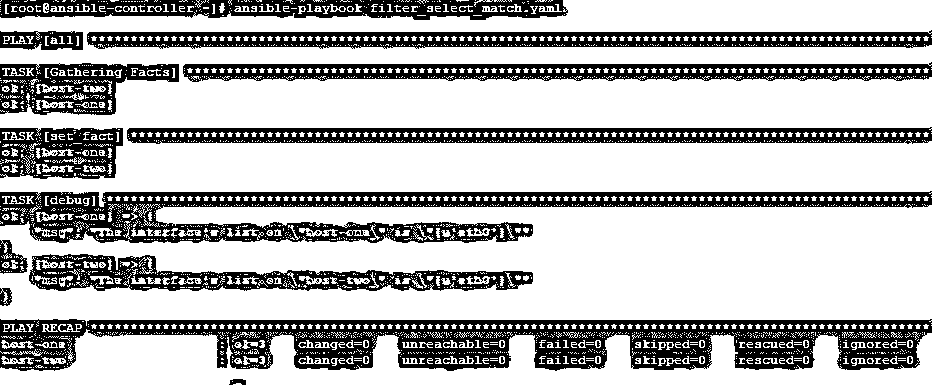 [root@ansible-controller ~]# ansible-playbook filter_select_match.yaml
PLAY [all] ****************************************************************************************************
TASK [Gathering Facts] ****************************************************************************************
ok: [host-two]
ok: [host-one]
TASK [set_fact] ***********************************************************************************************
ok: [host-one]
ok: [host-two]
TASK [debug] **************************************************************************************************
ok: [host-one] => {
"msg": "The interface's list on \"host-one\" is \"[u'eth0']\""
}
ok: [host-two] => {
"msg": "The interface's list on \"host-two\" is \"[u'eth0']\""
}
PLAY RECAP ****************************************************************************************************
host-one : ok=3 changed=0 unreachable=0 failed=0 skipped=0 rescued=0 ignored=0
host-two : ok=3 changed=0 unreachable=0 failed=0 skipped=0 rescued=0 ignored=0